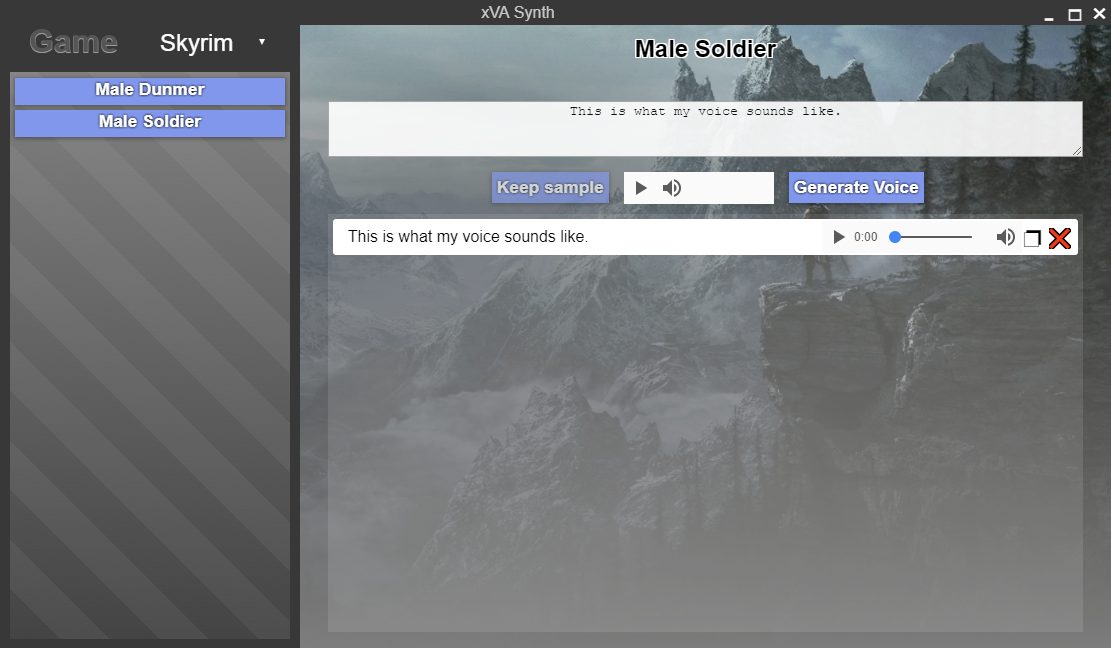 xVA Synth
Game
Skyrim
Male Dunmer
Male Soldier
Male Soldier
This is what my voice sounds like.
Keep sample
Generate Voice
This is what my voice sounds like.
0:00